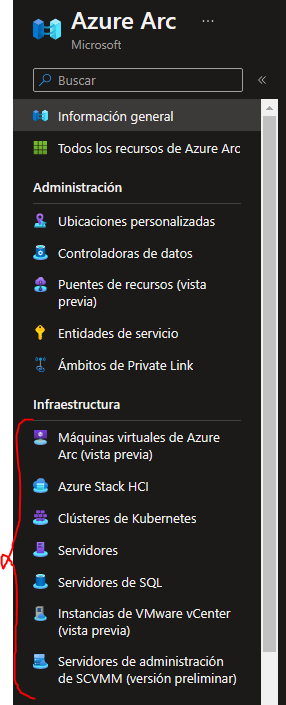 Azure Arc ...
Microsoft
Buscar
Información general
Todos los recursos de Azure Arc
Administración
Ubicaciones personalizadas
Controladoras de datos
Puentes de recursos (vista
previa)
Entidades de servicio
Ámbitos de Private Link
Infraestructura
Máquinas virtuales de Azure
Arc (vista previa)
Azure Stack HCI
Clústeres de Kubernetes
Servidores
Servidores de SQL
Instancias de VMware vCenter
(vista previa)
Servidores de administración
de SCVMM (versión preliminar)